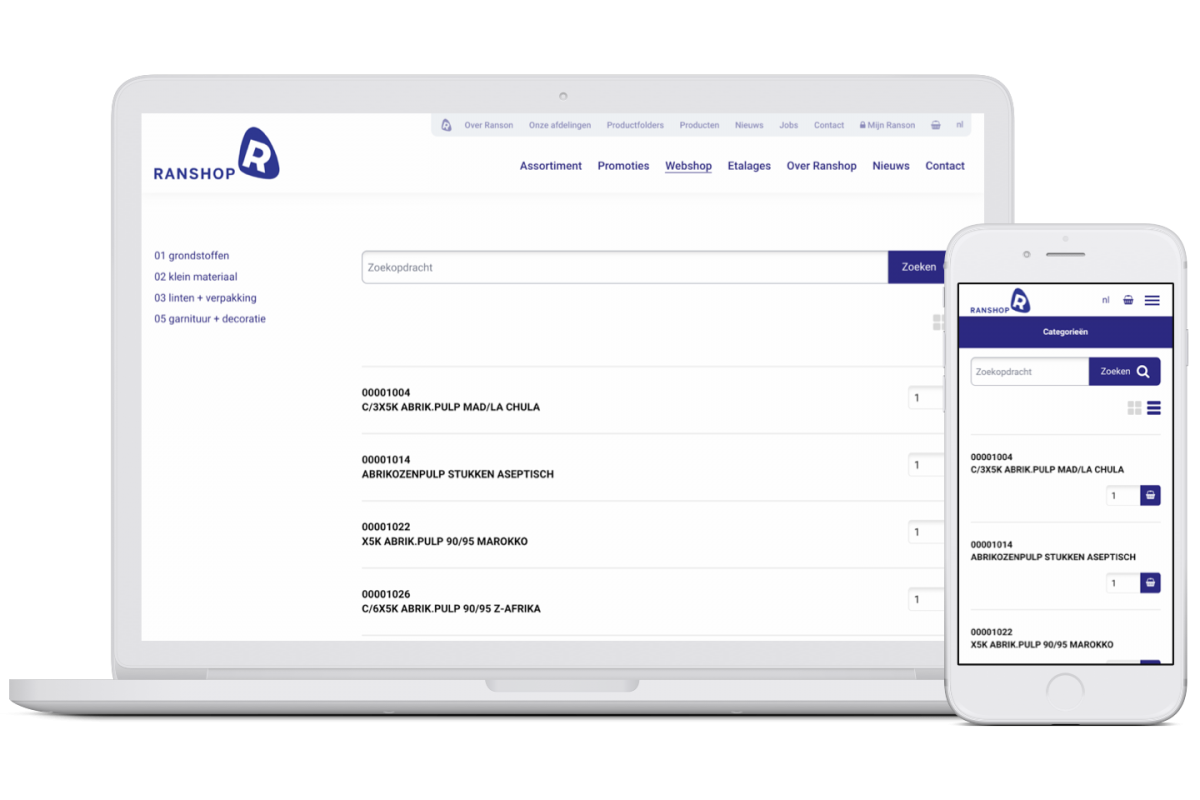 Over Ranson Onze afdelingen Productfolders Producten Nieuws Jobs Contact Mijn Ranson nl
RANSHOP R
Assortiment Promoties Webshop Etalages Over Ranshop Nieuws Contact
01 grondstoffen
02 klein materiaal
03 linten + verpakking
05 garnituur + decoratie
Zoekopdracht Zoeken
00001004
C/3X5K ABRIK.PULP MAD/LA CHULA
1
00001014
ABRIKOZENPULP STUKKEN ASEPTISCH
1
00001022
X5K ABRIK.PULP 90/95 MAROKKO
1
00001026
C/6X5K ABRIK.PULP 90/95 Z-AFRIKA
1
RANSHOP R nl
Categorieën
Zoekopdracht Zoeken
00001004
C/3X5K ABRIK.PULP MAD/LA CHULA
1
00001014
ABRIKOZENPULP STUKKEN ASEPTISCH
1
00001022
X5K ABRIK.PULP 90/95 MAROKKO